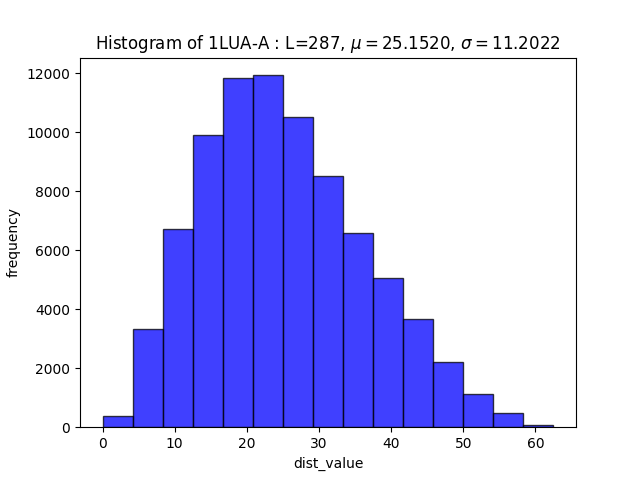 Histogram of 1LUA-A : L=287, μ = 25.1520, σ = 11.2022
12000
10000
8000
6000
4000
2000
0
frequency
0 10 20 30 40 50 60
dist_value